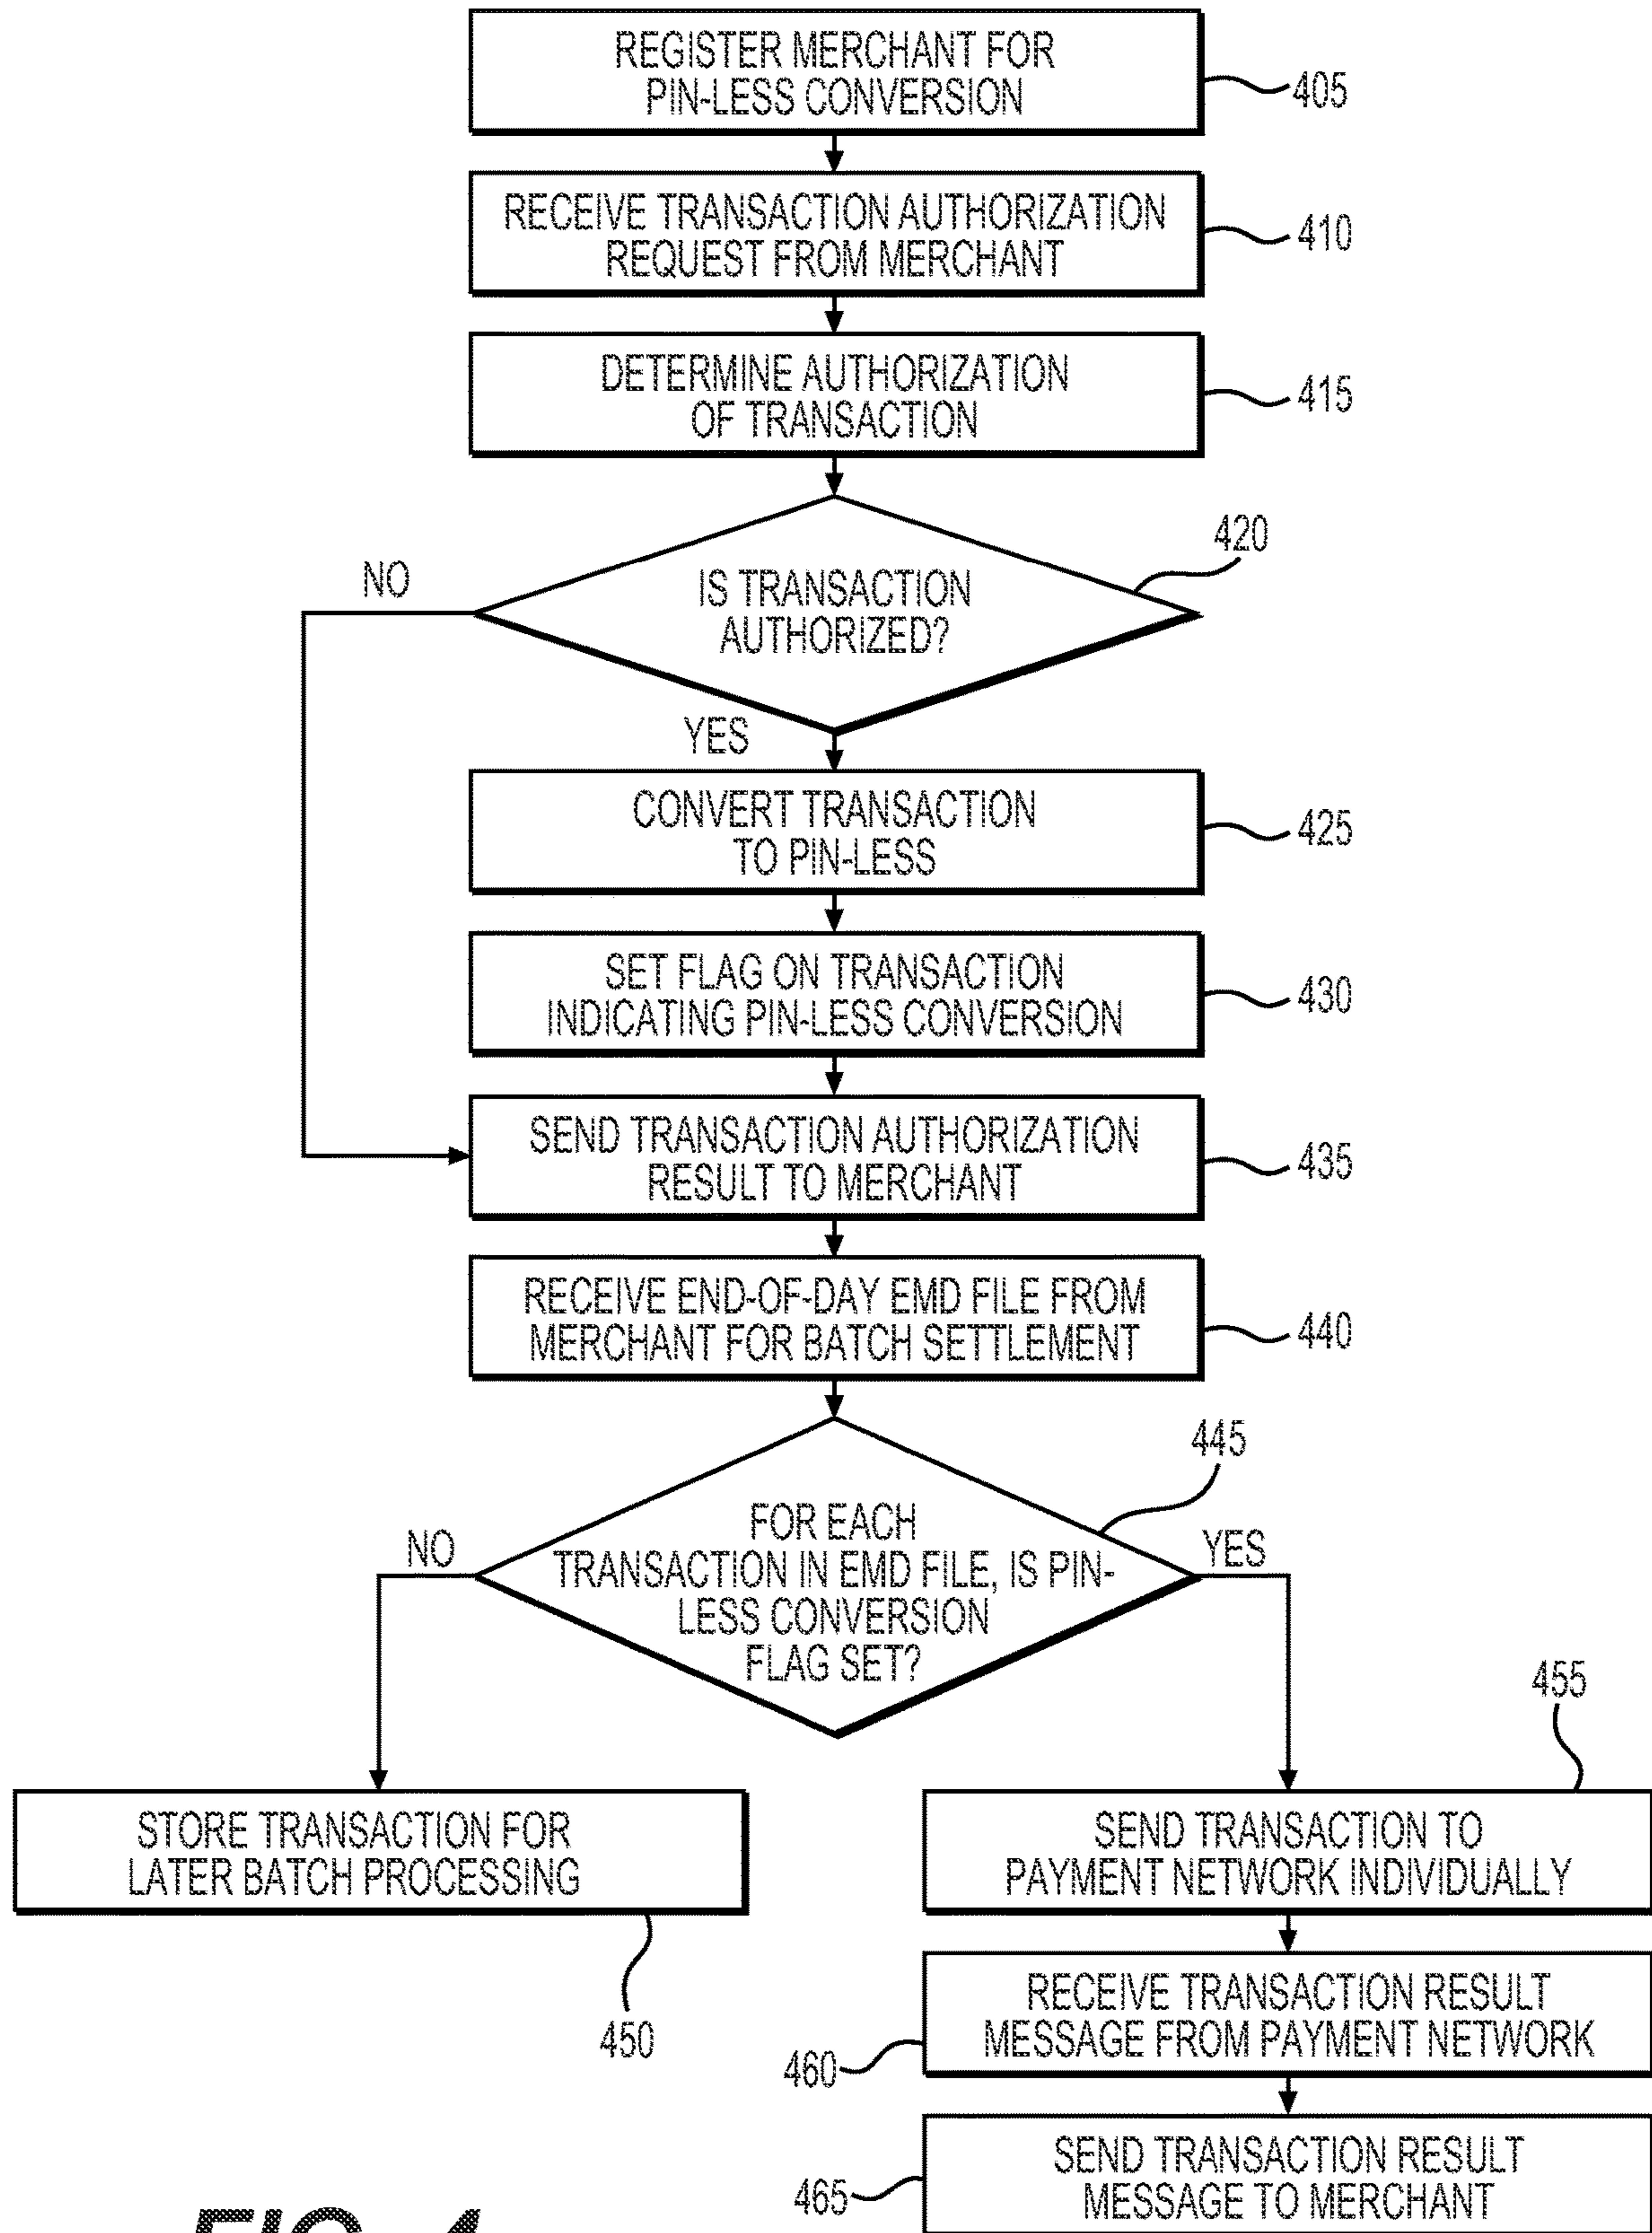 REGISTER MERCHANT FOR
PIN-LESS CONVERSION
405
RECEIVE TRANSACTION AUTHORIZATION
REQUEST FROM MERCHANT
410
DETERMINE AUTHORIZATION
OF TRANSACTION
415
420
NO
IS TRANSACTION
AUTHORIZED?
YES
CONVERT TRANSACTION
TO PIN-LESS
425
SET FLAG ON TRANSACTION
INDICATING PIN-LESS CONVERSION
430
SEND TRANSACTION AUTHORIZATION
RESULT TO MERCHANT
435
RECEIVE END-OF-DAY EMD FILE FROM
MERCHANT FOR BATCH SETTLEMENT
440
445
NO
FOR EACH
TRANSACTION IN EMD FILE, IS PIN-
LESS CONVERSION
FLAG SET?
YES
455
STORE TRANSACTION FOR
LATER BATCH PROCESSING
450
SEND TRANSACTION TO
PAYMENT NETWORK INDIVIDUALLY
RECEIVE TRANSACTION RESULT
MESSAGE FROM PAYMENT NETWORK
460
SEND TRANSACTION RESULT
MESSAGE TO MERCHANT
465
FIG. 4